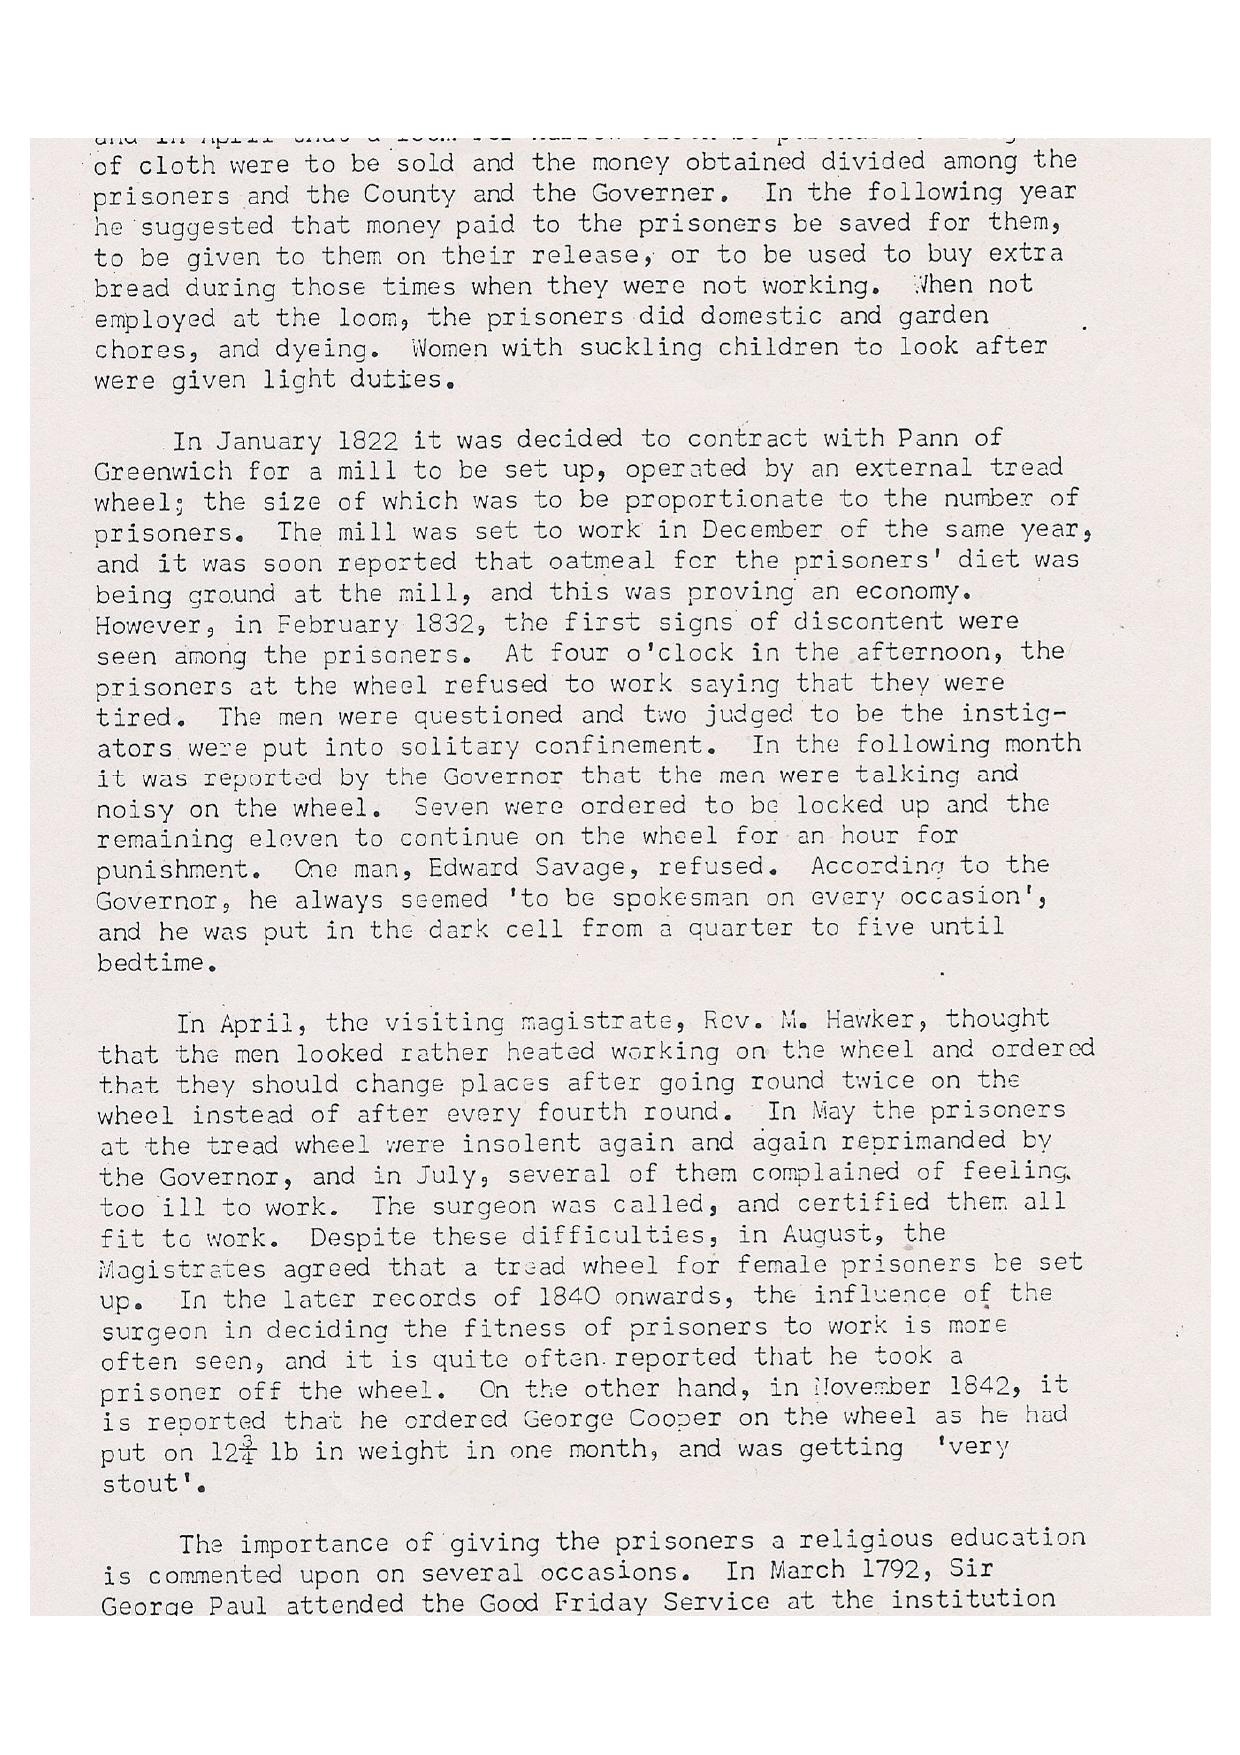 and in April that a loom for narrow cloth be
of cloth were to be sold and the money obtained divided among the
prisoners and the County and the Governer. In the following year
he suggested that money paid to the prisoners be saved for them,
to be given to them on their release, or to be used to buy extra
bread during those times when they were not working. When not
employed at the loom, the prisoners did domestic and garden
chores, and dyeing. Women with suckling children to look after
were given light duties.
In January 1822 it was decided to contract with Pann of
Greenwich for a mill to be set up, operated by an external tread
wheel; the size of which was to be proportionate to the number of
prisoners. The mill was set to work in December of the same year,
and it was soon reported that oatmeal for the prisoners' diet was
being ground at the mill, and this was proving an economy.
However, in February 1832, the first signs of discontent were
seen among the prisoners. At four o'clock in the afternoon, the
prisoners at the wheel refused to work saying that they were
tired. The men were questioned and two judged to be the instig-
ators were put into solitary confinement. In the following month
it was reported by the Governor that the men were talking and
noisy on the wheel. Seven were ordered to be locked up and the
remaining eleven to continue on the wheel for an hour for
punishment. One man, Edward Savage, refused. According to the
Governor, he always seemed 'to be spokesman on every occasion',
and he was put in the dark cell from a quarter to five until
bedtime.
In April, the visiting magistrate, Rev. M. Hawker, thought
that the men looked rather heated working on the wheel and ordered
that they should change places after going round twice on the
wheel instead of after every fourth round. In May the prisoners
at the tread wheel were insolent again and again reprimanded by
the Governor, and in July, several of them complained of feeling
too ill to work. The surgeon was called, and certified them all
fit to work. Despite these difficulties, in August, the
Magistrates agreed that a tread wheel for female prisoners be set
up. In the later records of 1840 onwards, the influence of the
surgeon in deciding the fitness of prisoners to work is more
often seen, and it is quite often reported that he took a
prisoner off the wheel. On the other hand, in November 1842, it
is reported that he ordered George Cooper on the wheel as he had
put on 12¾ lb in weight in one month, and was getting 'very
stout'.
The importance of giving the prisoners a religious education
is commented upon on several occasions. In March 1792, Sir
George Paul attended the Good Friday Service at the institution